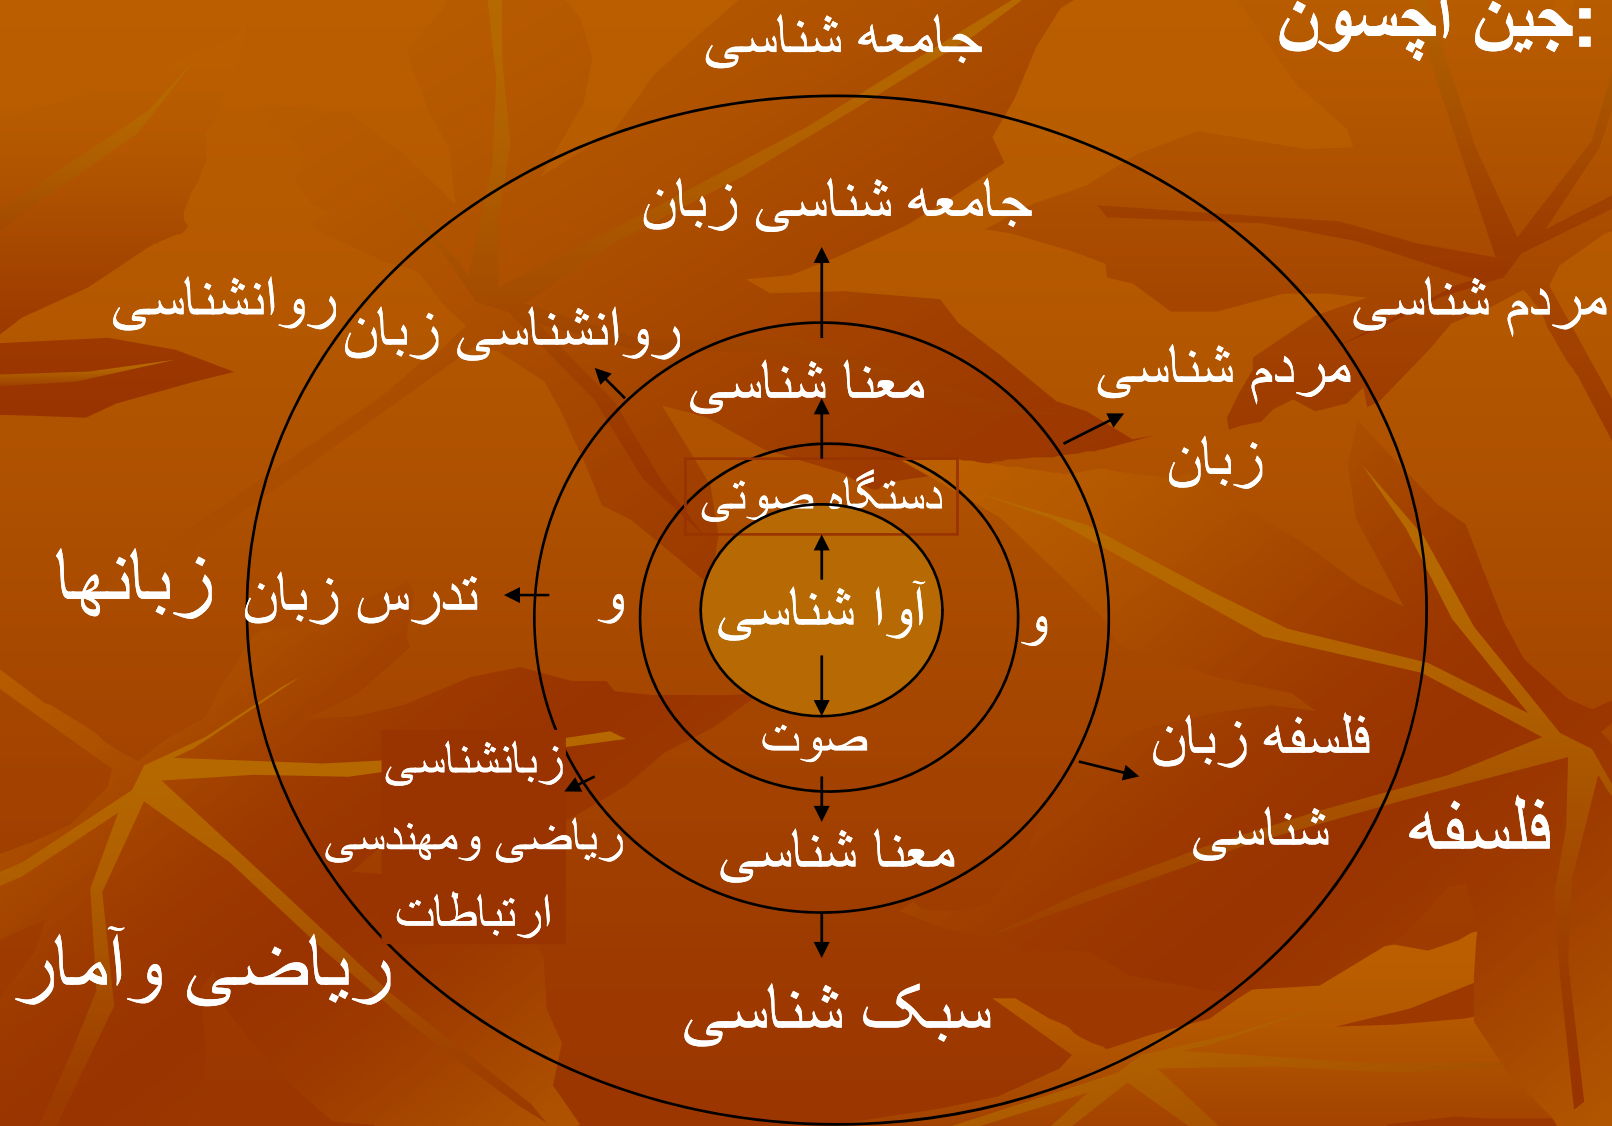 جین اچسون:
جامعه شناسی
جامعه شناسی زبان
مردم شناسی
روانشناسی
روانشناسی زبان
مردم شناسی
زبان
معنا شناسی
دستگاه صوتی
زبانها
تدرس زبان
و
آوا شناسی
و
صوت
فلسفه زبان
شناسی
فلسفه
زبانشناسی
ریاضی ومهندسی
ارتباطات
معنا شناسی
ریاضی وآمار
سبک شناسی